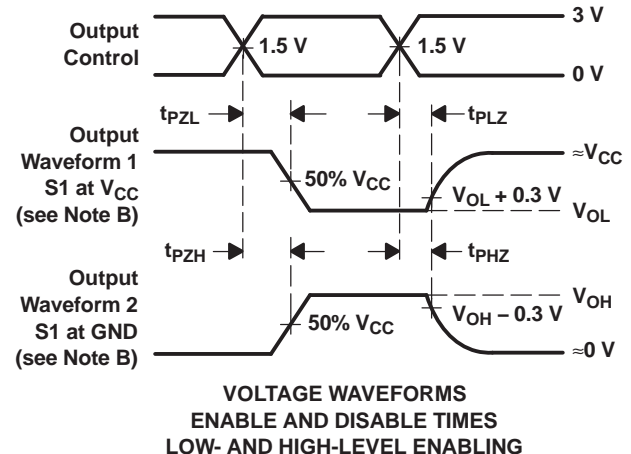 Output
Control
1.5 V
1.5 V
3 V
0 V
tPZL
tPLZ
Output
Waveform 1
S1 at VCC
(see Note B)
50% VCC
≈VCC
VOL + 0.3 V
VOL
tPZH
tPHZ
Output
Waveform 2
S1 at GND
(see Note B)
50% VCC
VOH
VOH – 0.3 V
≈0 V
VOLTAGE WAVEFORMS
ENABLE AND DISABLE TIMES
LOW- AND HIGH-LEVEL ENABLING